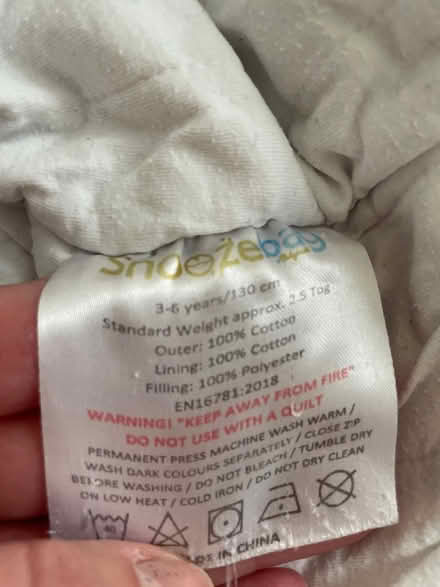 Snoozebag
3-6 years/130 cm
Standard Weight approx. 2.5 Tog
Outer: 100% Cotton
Lining: 100% Cotton
Filling: 100% Polyester
EN16781:2018
WARNING! "KEEP AWAY FROM FIRE"
DO NOT USE WITH A QUILT
PERMANENT PRESS MACHINE WASH WARM /
WASH DARK COLOURS SEPARATELY / CLOSE ZIP
BEFORE WASHING / DO NOT BLEACH / TUMBLE DRY
ON LOW HEAT / COLD IRON / DO NOT DRY CLEAN
40
DE IN CHINA